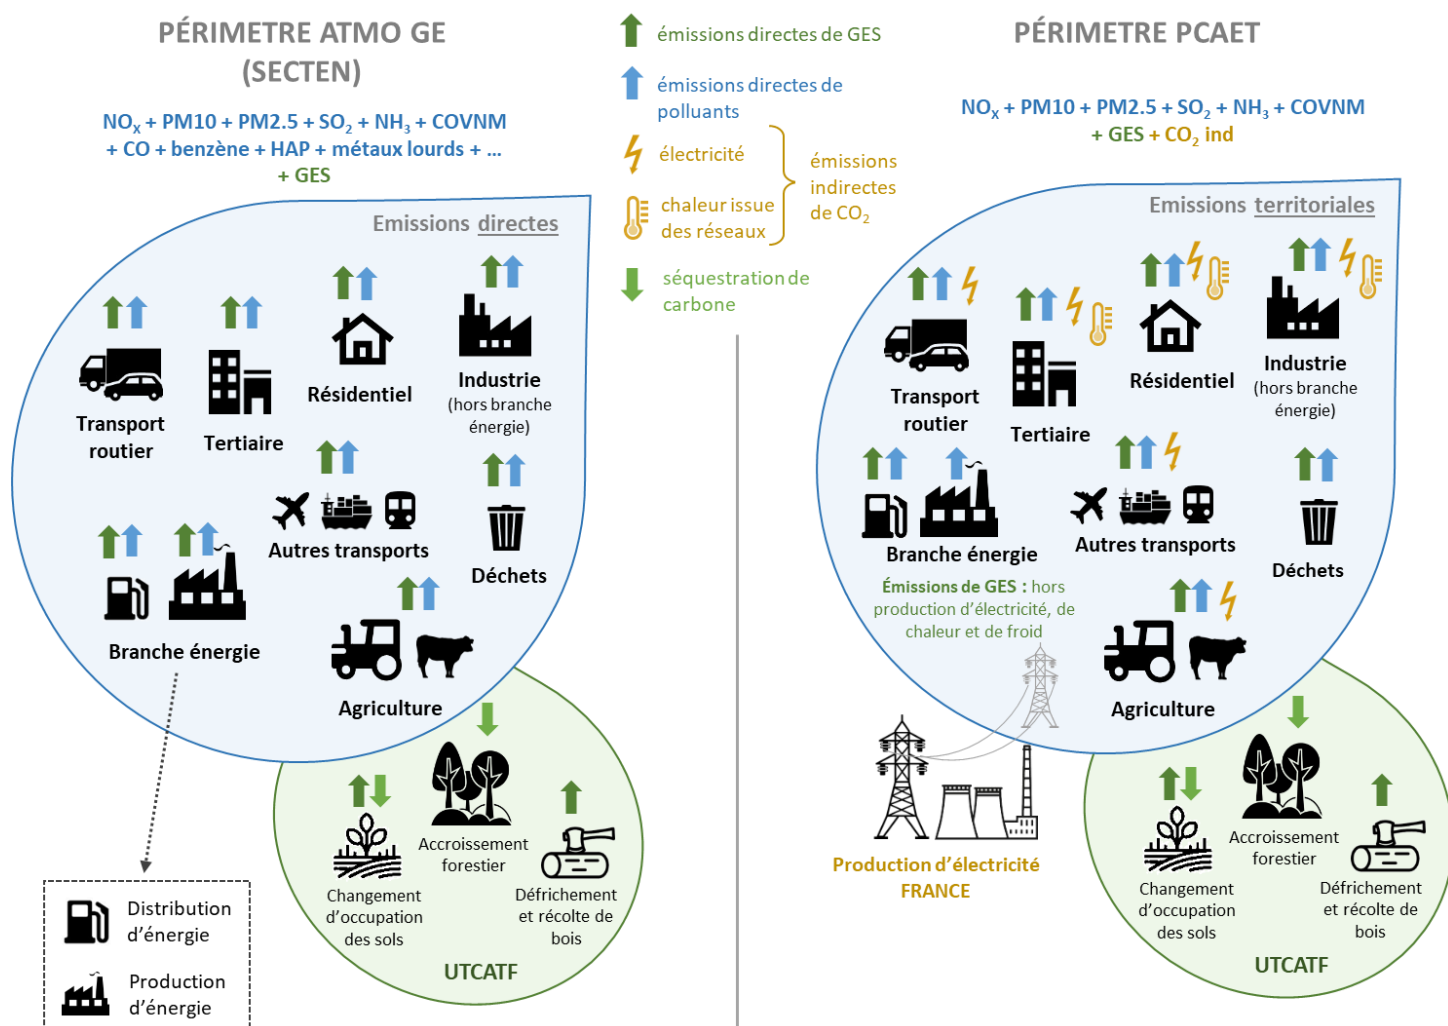 PÉRIMETRE ATMO GE
(SECTEN)
NOₓ + PM10 + PM2.5 + SO₂ + NH₃ + COVNM
+ CO + benzène + HAP + métaux lourds + ...
+ GES
Emissions directes
Transport
routier
Tertiaire
Résidentiel
Industrie
(hors branche
énergie)
Autres transports
Déchets
Branche énergie
Agriculture
Accroissement
forestier
Changement
d'occupation
des sols
Défrichement
et récolte de
bois
UTCATF
Distribution
d'énergie
Production
d'énergie
émissions directes de GES
émissions directes de
polluants
électricité
chaleur issue
des réseaux
émissions
indirectes
de CO₂
séquestration de
carbone
PÉRIMETRE PCAET
NOₓ + PM10 + PM2.5 + SO₂ + NH₃ + COVNM
+ GES + CO₂ ind
Emissions territoriales
Transport
routier
Tertiaire
Résidentiel
Industrie
(hors branche
énergie)
Branche énergie
Émissions de GES : hors
production d'électricité, de
chaleur et de froid
Autres transports
Déchets
Agriculture
Production d'électricité
FRANCE
Accroissement
forestier
Changement
d'occupation
des sols
Défrichement
et récolte de
bois
UTCATF